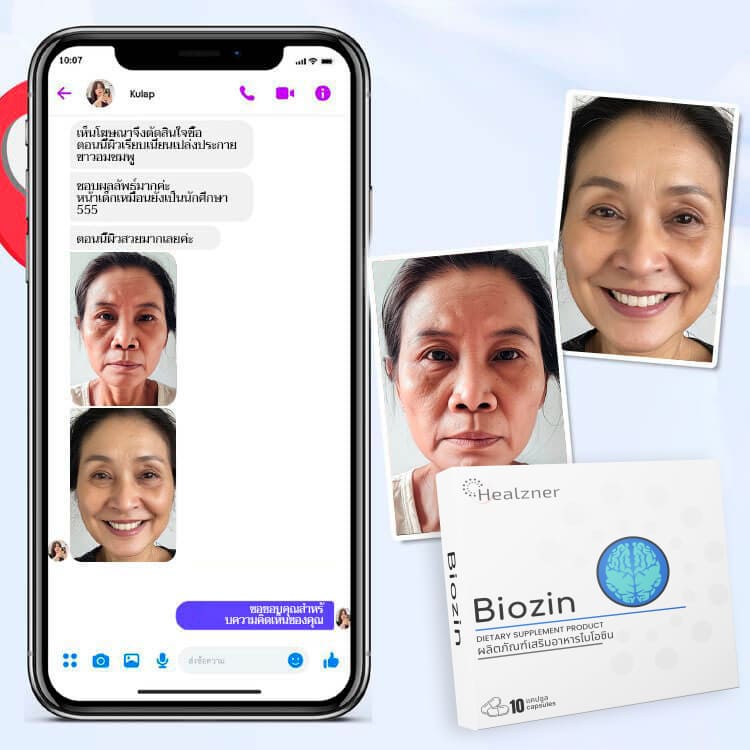 10:07
Kulap
เห็นโฆษณาจึงตัดสินใจซื้อ
ตอนนี้ผิวเรียบเนียนเปล่งประกาย
ขาวอมชมพู
ชอบผลลัพธ์มากค่ะ
หน้าเด็กเหมือนยังเป็นนักศึกษา
555
ตอนนี้ผิวสวยมากเลยค่ะ
ขอขอบคุณสำหรั
บความคิดเห็นของคุณ
ส่งข้อความ
Healzner
Biozin
Biozin
DIETARY SUPPLEMENT PRODUCT
ผลิตภัณฑ์เสริมอาหารไบโอซิน
10 แคปซูล
capsules